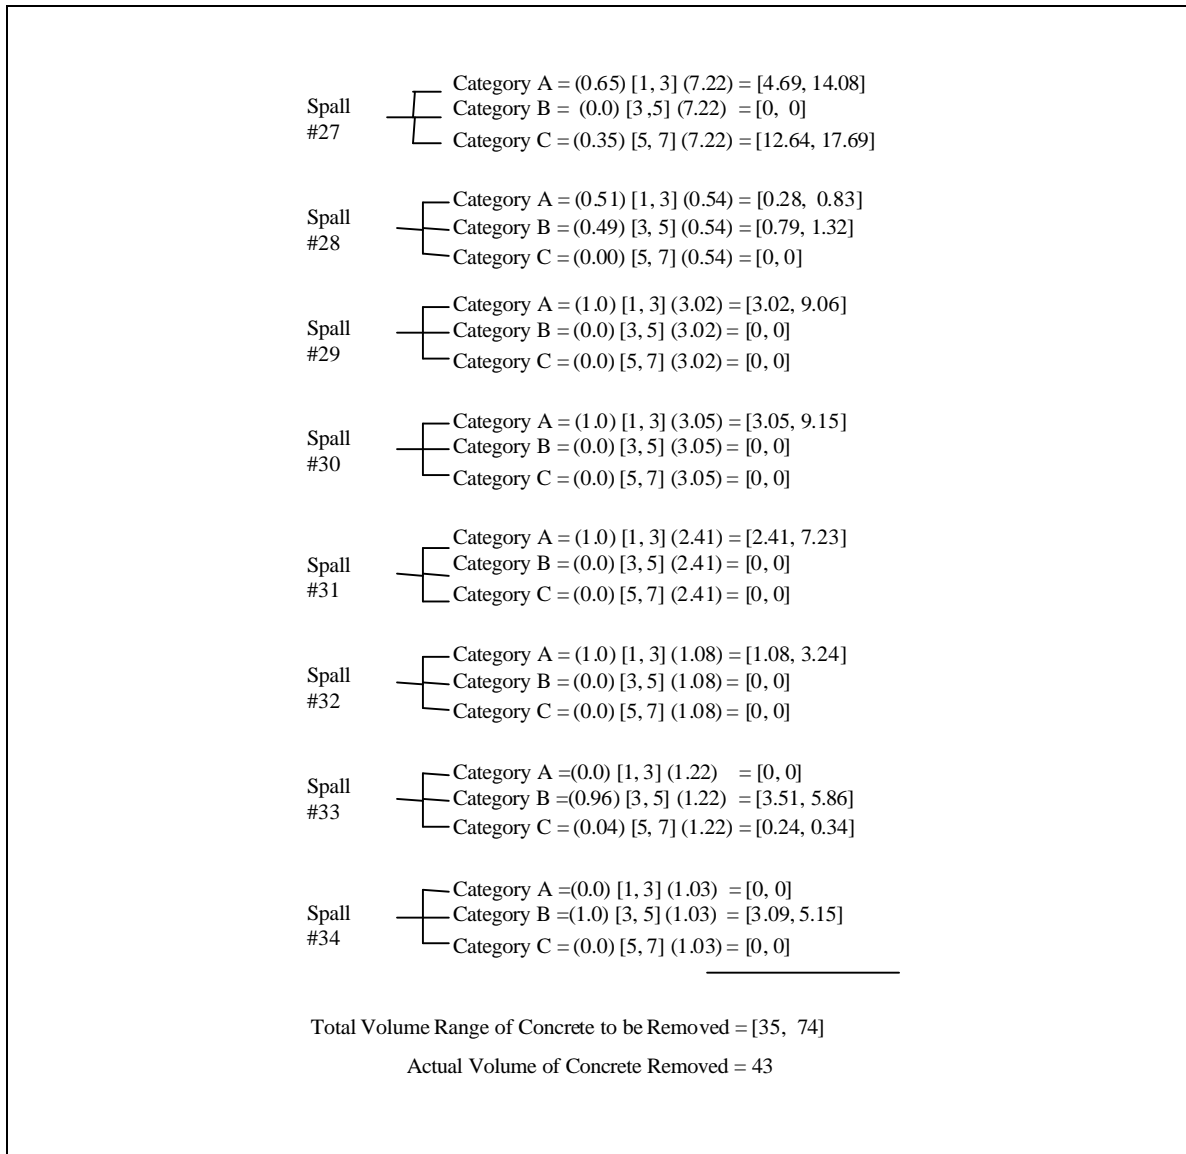 Category A = (0.65) [1, 3] (7.22) = [4.69, 14.08]
Spall
#27
Category B = (0.0) [3 ,5] (7.22) = [0, 0]
Category C = (0.35) [5, 7] (7.22) = [12.64, 17.69]
Category A = (0.51) [1, 3] (0.54) = [0.28, 0.83]
Spall
#28
Category B = (0.49) [3, 5] (0.54) = [0.79, 1.32]
Category C = (0.00) [5, 7] (0.54) = [0, 0]
Category A = (1.0) [1, 3] (3.02) = [3.02, 9.06]
Spall
#29
Category B = (0.0) [3, 5] (3.02) = [0, 0]
Category C = (0.0) [5, 7] (3.02) = [0, 0]
Category A = (1.0) [1, 3] (3.05) = [3.05, 9.15]
Spall
#30
Category B = (0.0) [3, 5] (3.05) = [0, 0]
Category C = (0.0) [5, 7] (3.05) = [0, 0]
Category A = (1.0) [1, 3] (2.41) = [2.41, 7.23]
Spall
#31
Category B = (0.0) [3, 5] (2.41) = [0, 0]
Category C = (0.0) [5, 7] (2.41) = [0, 0]
Category A = (1.0) [1, 3] (1.08) = [1.08, 3.24]
Spall
#32
Category B = (0.0) [3, 5] (1.08) = [0, 0]
Category C = (0.0) [5, 7] (1.08) = [0, 0]
Category A =(0.0) [1, 3] (1.22) = [0, 0]
Spall
#33
Category B =(0.96) [3, 5] (1.22) = [3.51, 5.86]
Category C = (0.04) [5, 7] (1.22) = [0.24, 0.34]
Category A =(0.0) [1, 3] (1.03) = [0, 0]
Spall
#34
Category B =(1.0) [3, 5] (1.03) = [3.09, 5.15]
Category C = (0.0) [5, 7] (1.03) = [0, 0]
Total Volume Range of Concrete to be Removed = [35, 74]
Actual Volume of Concrete Removed = 43